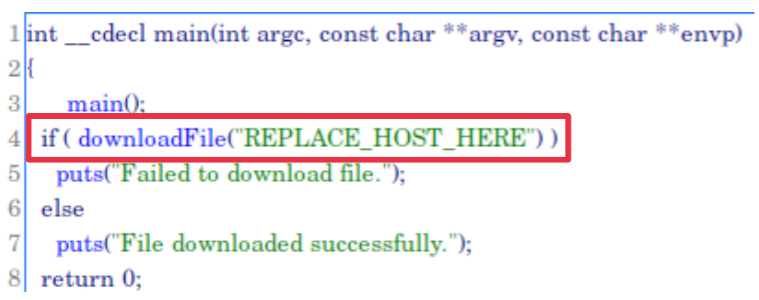 1 int __cdecl main(int argc, const char **argv, const char **envp)
2 {
3 main();
4 if ( downloadFile("REPLACE_HOST_HERE") )
5 puts("Failed to download file.");
6 else
7 puts("File downloaded successfully.");
8 return 0;